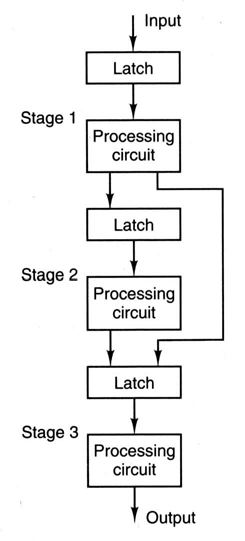 Input
Latch
Stage 1
Processing
circuit
Latch
Stage 2
Processing
circuit
Latch
Stage 3
Processing
circuit
Output